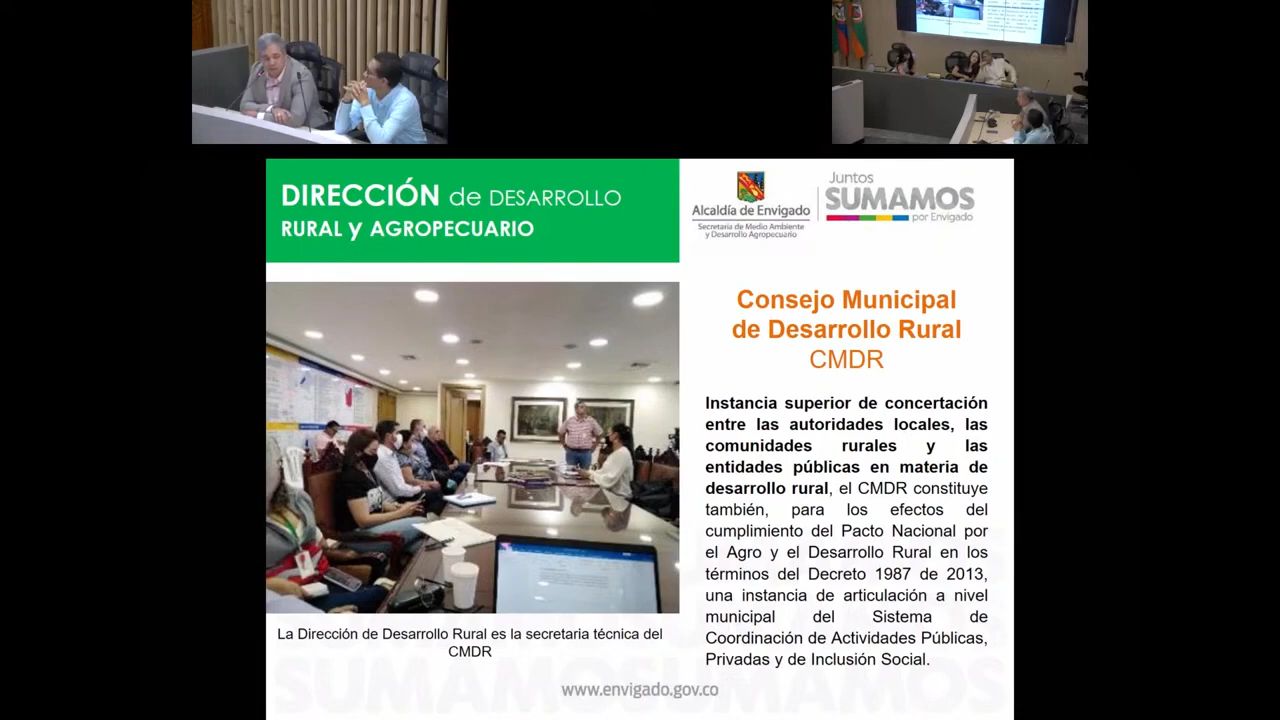 DIRECCIÓN de DESARROLLO
RURAL y AGROPECUARIO
Alcaldía de Envigado
Secretaría de Medio Ambiente
y Desarrollo Agropecuario
Juntos
SUMAMOS
por Envigado
Consejo Municipal
de Desarrollo Rural
CMDR
Instancia superior de concertación
entre las autoridades locales, las
comunidades rurales y las
entidades públicas en materia de
desarrollo rural, el CMDR constituye
también, para los efectos del
cumplimiento del Pacto Nacional por
el Agro y el Desarrollo Rural en los
términos del Decreto 1987 de 2013,
una instancia de articulación a nivel
municipal del Sistema de
Coordinación de Actividades Públicas,
Privadas y de Inclusión Social.
La Dirección de Desarrollo Rural es la secretaria técnica del
CMDR
SUMAMOS
www.envigado.gov.co